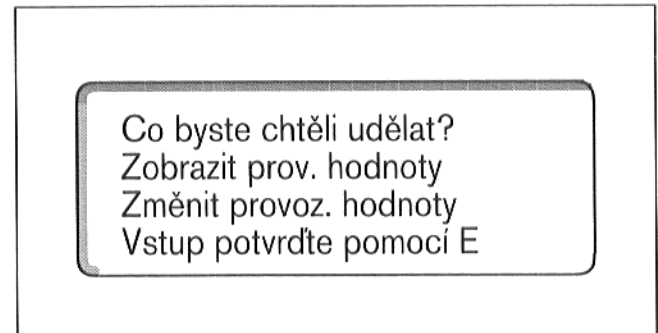 Co byste chtěli udělat?
Zobrazit prov. hodnoty
Změnit provoz. hodnoty
Vstup potvrďte pomocí E